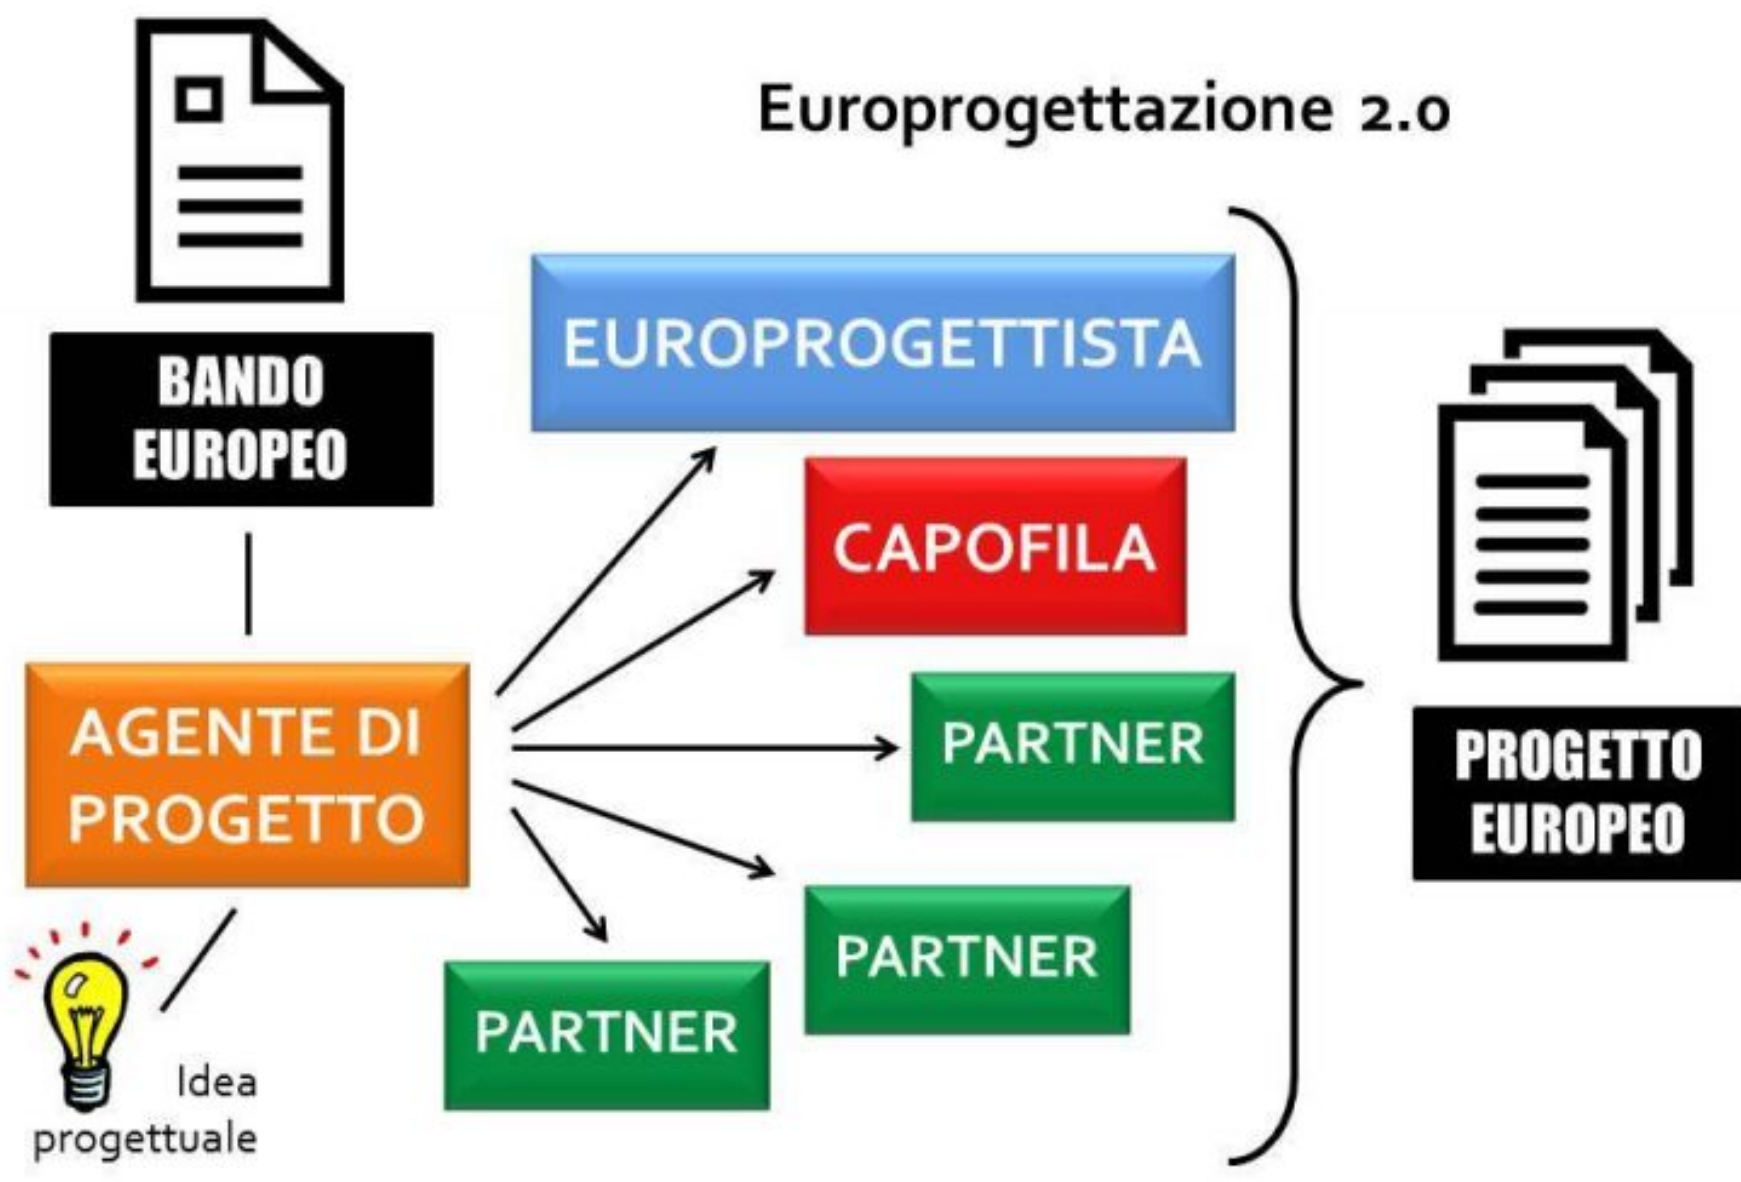 Europrogettazione 2.0
BANDO
EUROPEO
EUROPROGETTISTA
CAPOFILA
AGENTE DI
PROGETTO
PARTNER
PARTNER
PARTNER
Idea
progettuale
PROGETTO
EUROPEO